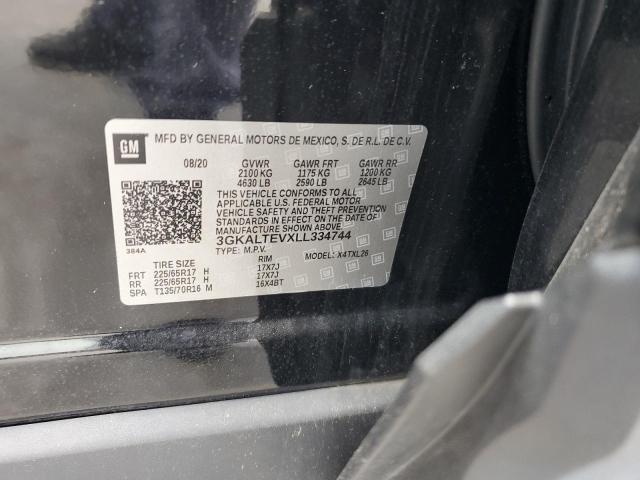 GM MFD BY GENERAL MOTORS DE MEXICO, S. DE R.L. DE C.V.
08/20 GVWR GAWR FRT GAWR RR
2100 KG 1175 KG 1200 KG
4630 LB 2590 LB 2645 LB
THIS VEHICLE CONFORMS TO ALL
APPLICABLE U.S. FEDERAL MOTOR
VEHICLE SAFETY AND THEFT PREVENTION
STANDARDS IN EFFECT ON THE DATE OF
MANUFACTURE SHOWN ABOVE.
384A 3GKALTEVXLL334744
TYPE: M.P.V. MODEL: X4TXL26
TIRE SIZE RIM
FRT 225/65R17 H 17X7J
RR 225/65R17 H 17X7J
SPA T135/70R16 M 16X4BT